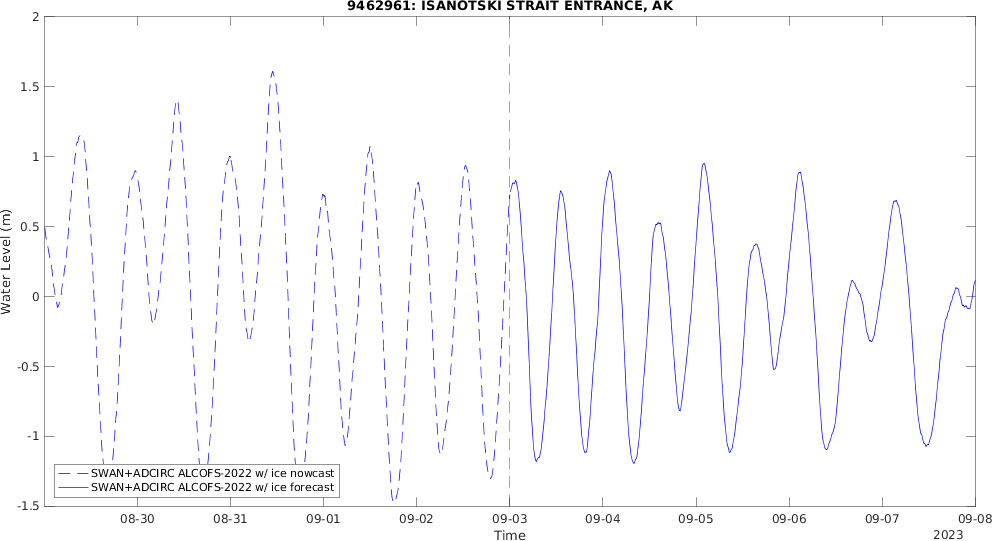 9462961: ISANOTSKI STRAIT ENTRANCE, AK
2
1.5
1
0.5
0
-0.5
-1
-1.5
Water Level (m)
SWAN+ADCIRC ALCOFS-2022 w/ ice nowcast
SWAN+ADCIRC ALCOFS-2022 w/ ice forecast
08-30 08-31 09-01 09-02 09-03 09-04 09-05 09-06 09-07 09-08
Time
2023